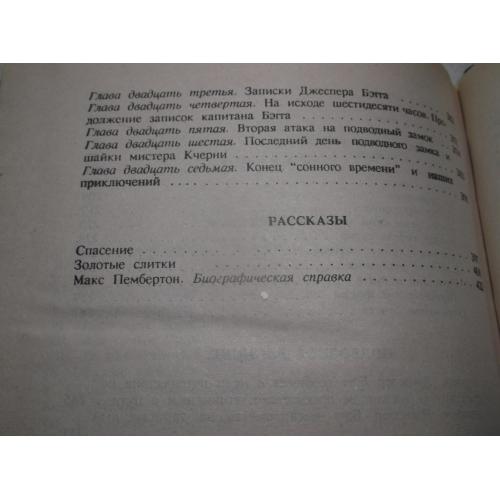 Глава двадцать третья. Записки Джеспера Бэгга
Глава двадцать четвертая. На исходе шестидесяти часов. Про-
должение записок капитана Бэгга
Глава двадцать пятая. Вторая атака на подводный замок
Глава двадцать шестая. Последний день подводного замка и
шайки мистера Кчерни
Глава двадцать седьмая. Конец “сонного времени” и наших
приключений
РАССКАЗЫ
Спасение
Золотые слитки
Макс Пембертон. Биографическая справка